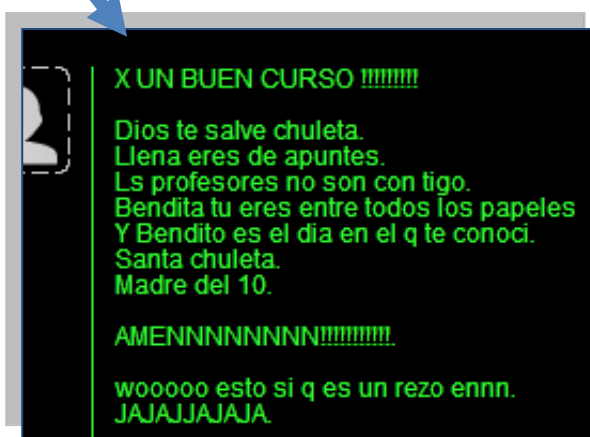 X UN BUEN CURSO !!!!!!!!!
Dios te salve chuleta.
Llena eres de apuntes.
Ls profesores no son con tigo.
Bendita tu eres entre todos los papeles
Y Bendito es el dia en el q te conoci.
Santa chuleta.
Madre del 10.
AMENNNNNNNNN!!!!!!!!!!!.
wooooo esto si q es un rezo ennn.
JAJAJJAJAJA.